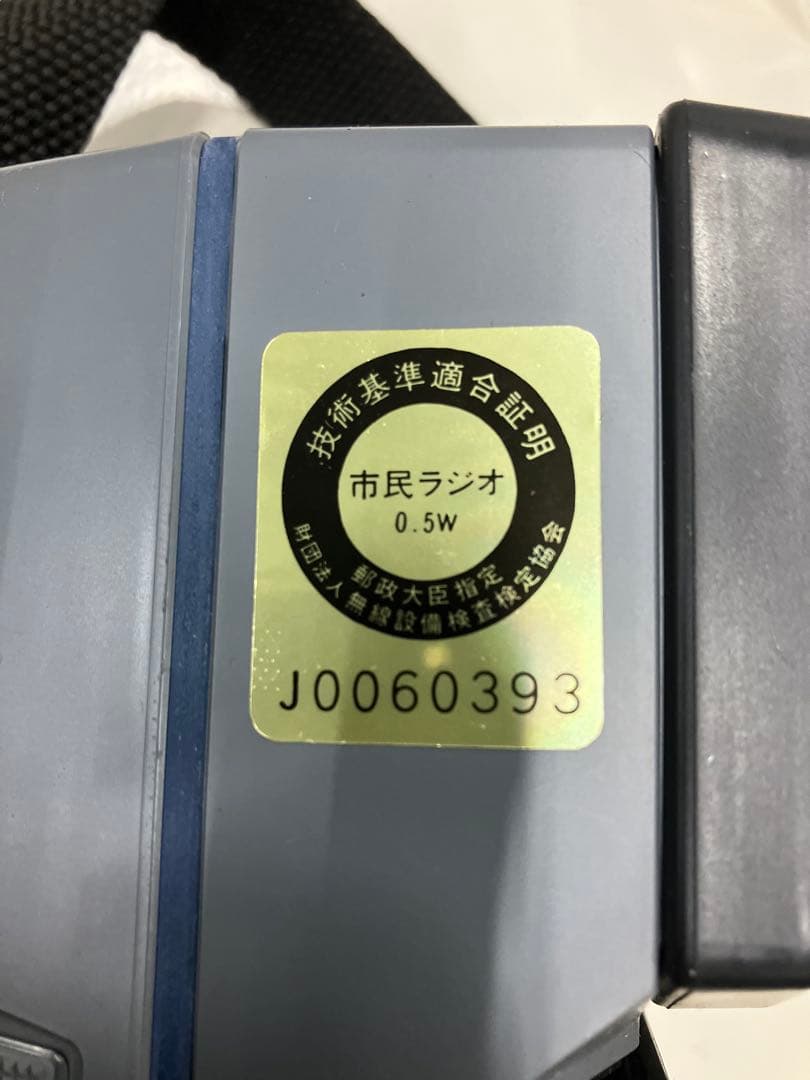 技術基準適合証明
市民ラジオ
0.5W
郵政大臣指定
財団法人無線設備検査検定協会
J0060393